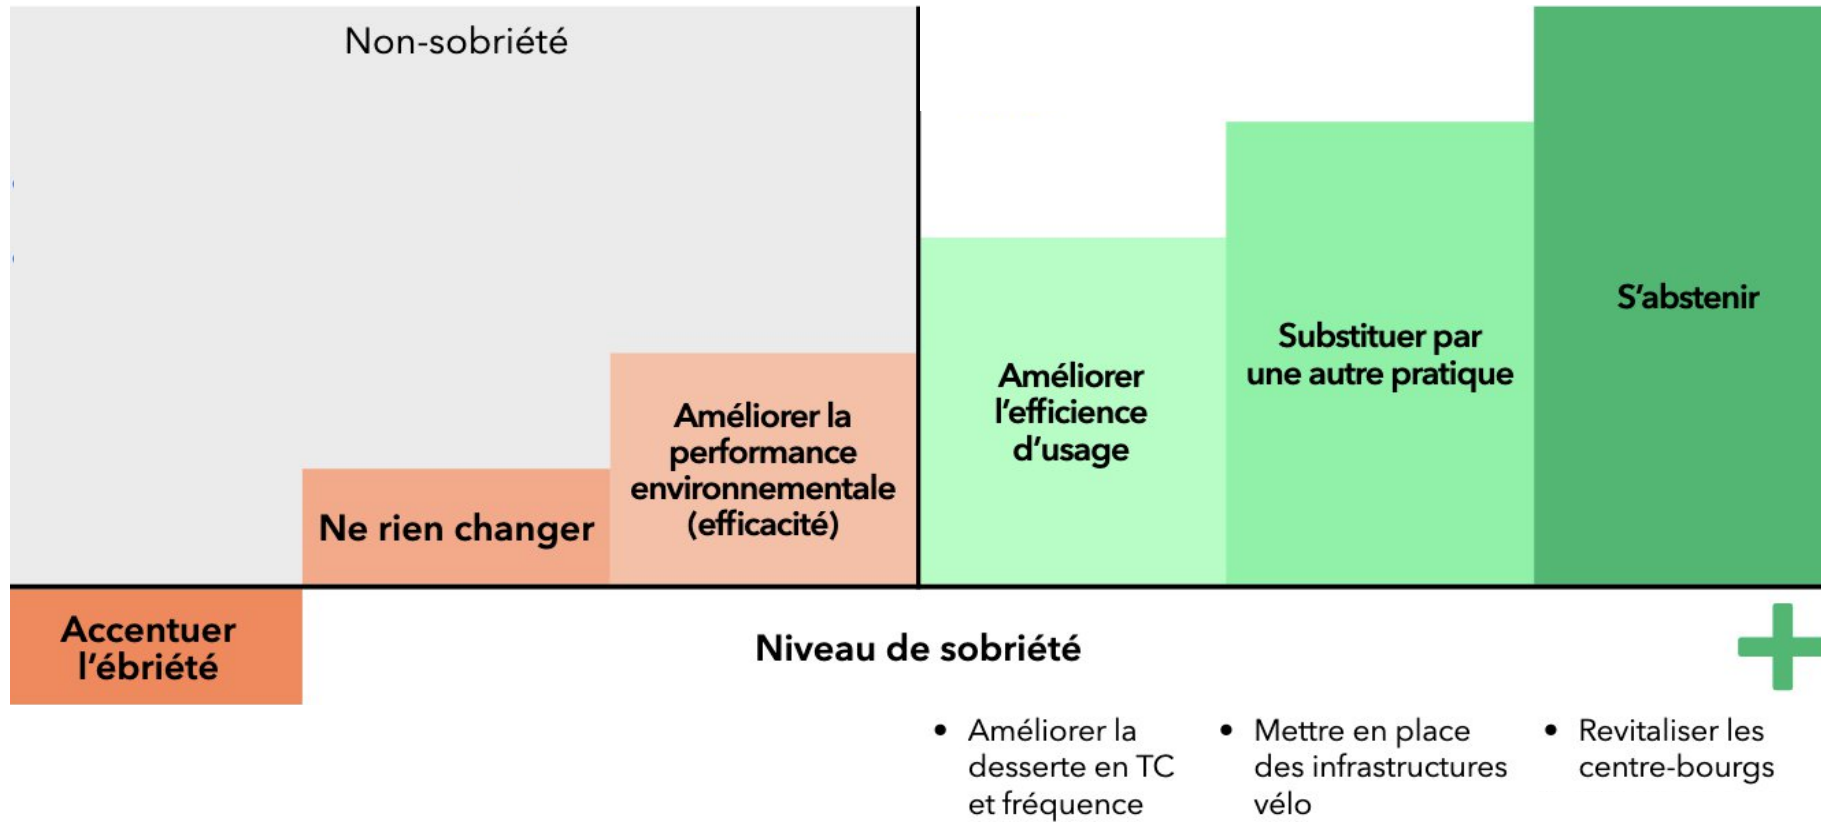 Non-sobriété
Accentuer
l'ébriété
Ne rien changer
Améliorer la
performance
environnementale
(efficacité)
Améliorer
l'efficience
d'usage
Substituer par
une autre pratique
S'abstenir
Niveau de sobriété
• Améliorer la
desserte en TC
et fréquence
• Mettre en place
des infrastructures
vélo
• Revitaliser les
centre-bourgs